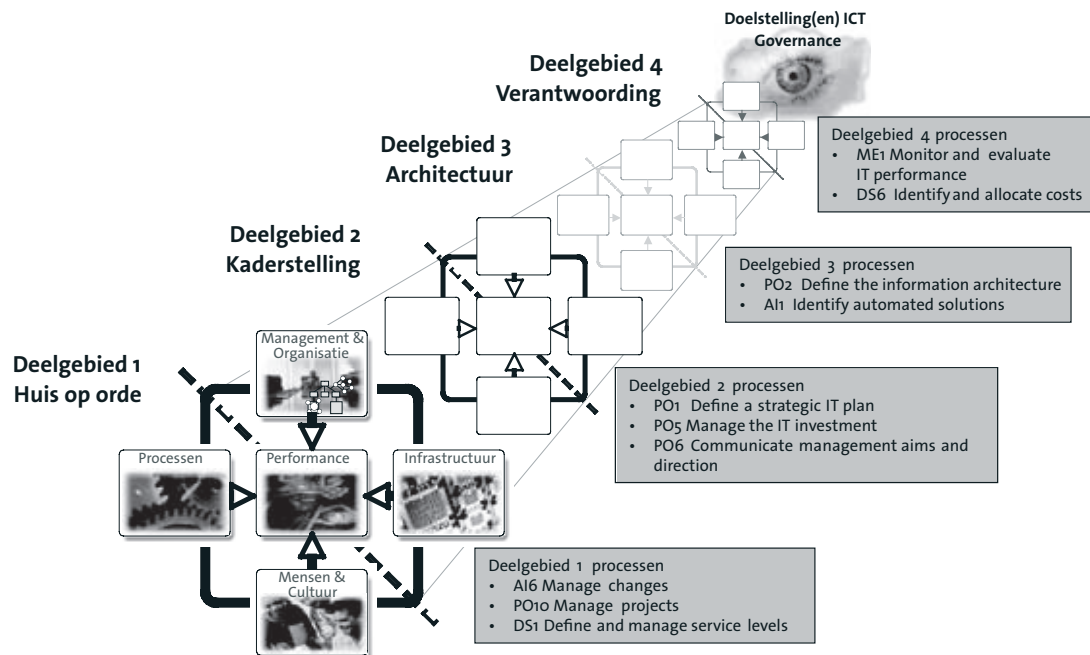 Doelstelling(en) ICT
Governance
Deelgebied 4
Verantwoording
Deelgebied 4 processen
• ME1 Monitor and evaluate
IT performance
• DS6 Identify and allocate costs
Deelgebied 3
Architectuur
Deelgebied 3 processen
• PO2 Define the information architecture
• AI1 Identify automated solutions
Deelgebied 2
Kaderstelling
Deelgebied 2 processen
• PO1 Define a strategic IT plan
• PO5 Manage the IT investment
• PO6 Communicate management aims and
direction
Deelgebied 1
Huis op orde
Management &
Organisatie
Processen
Performance
Infrastructuur
Mensen &
Cultuur
Deelgebied 1 processen
• AI6 Manage changes
• PO10 Manage projects
• DS1 Define and manage service levels